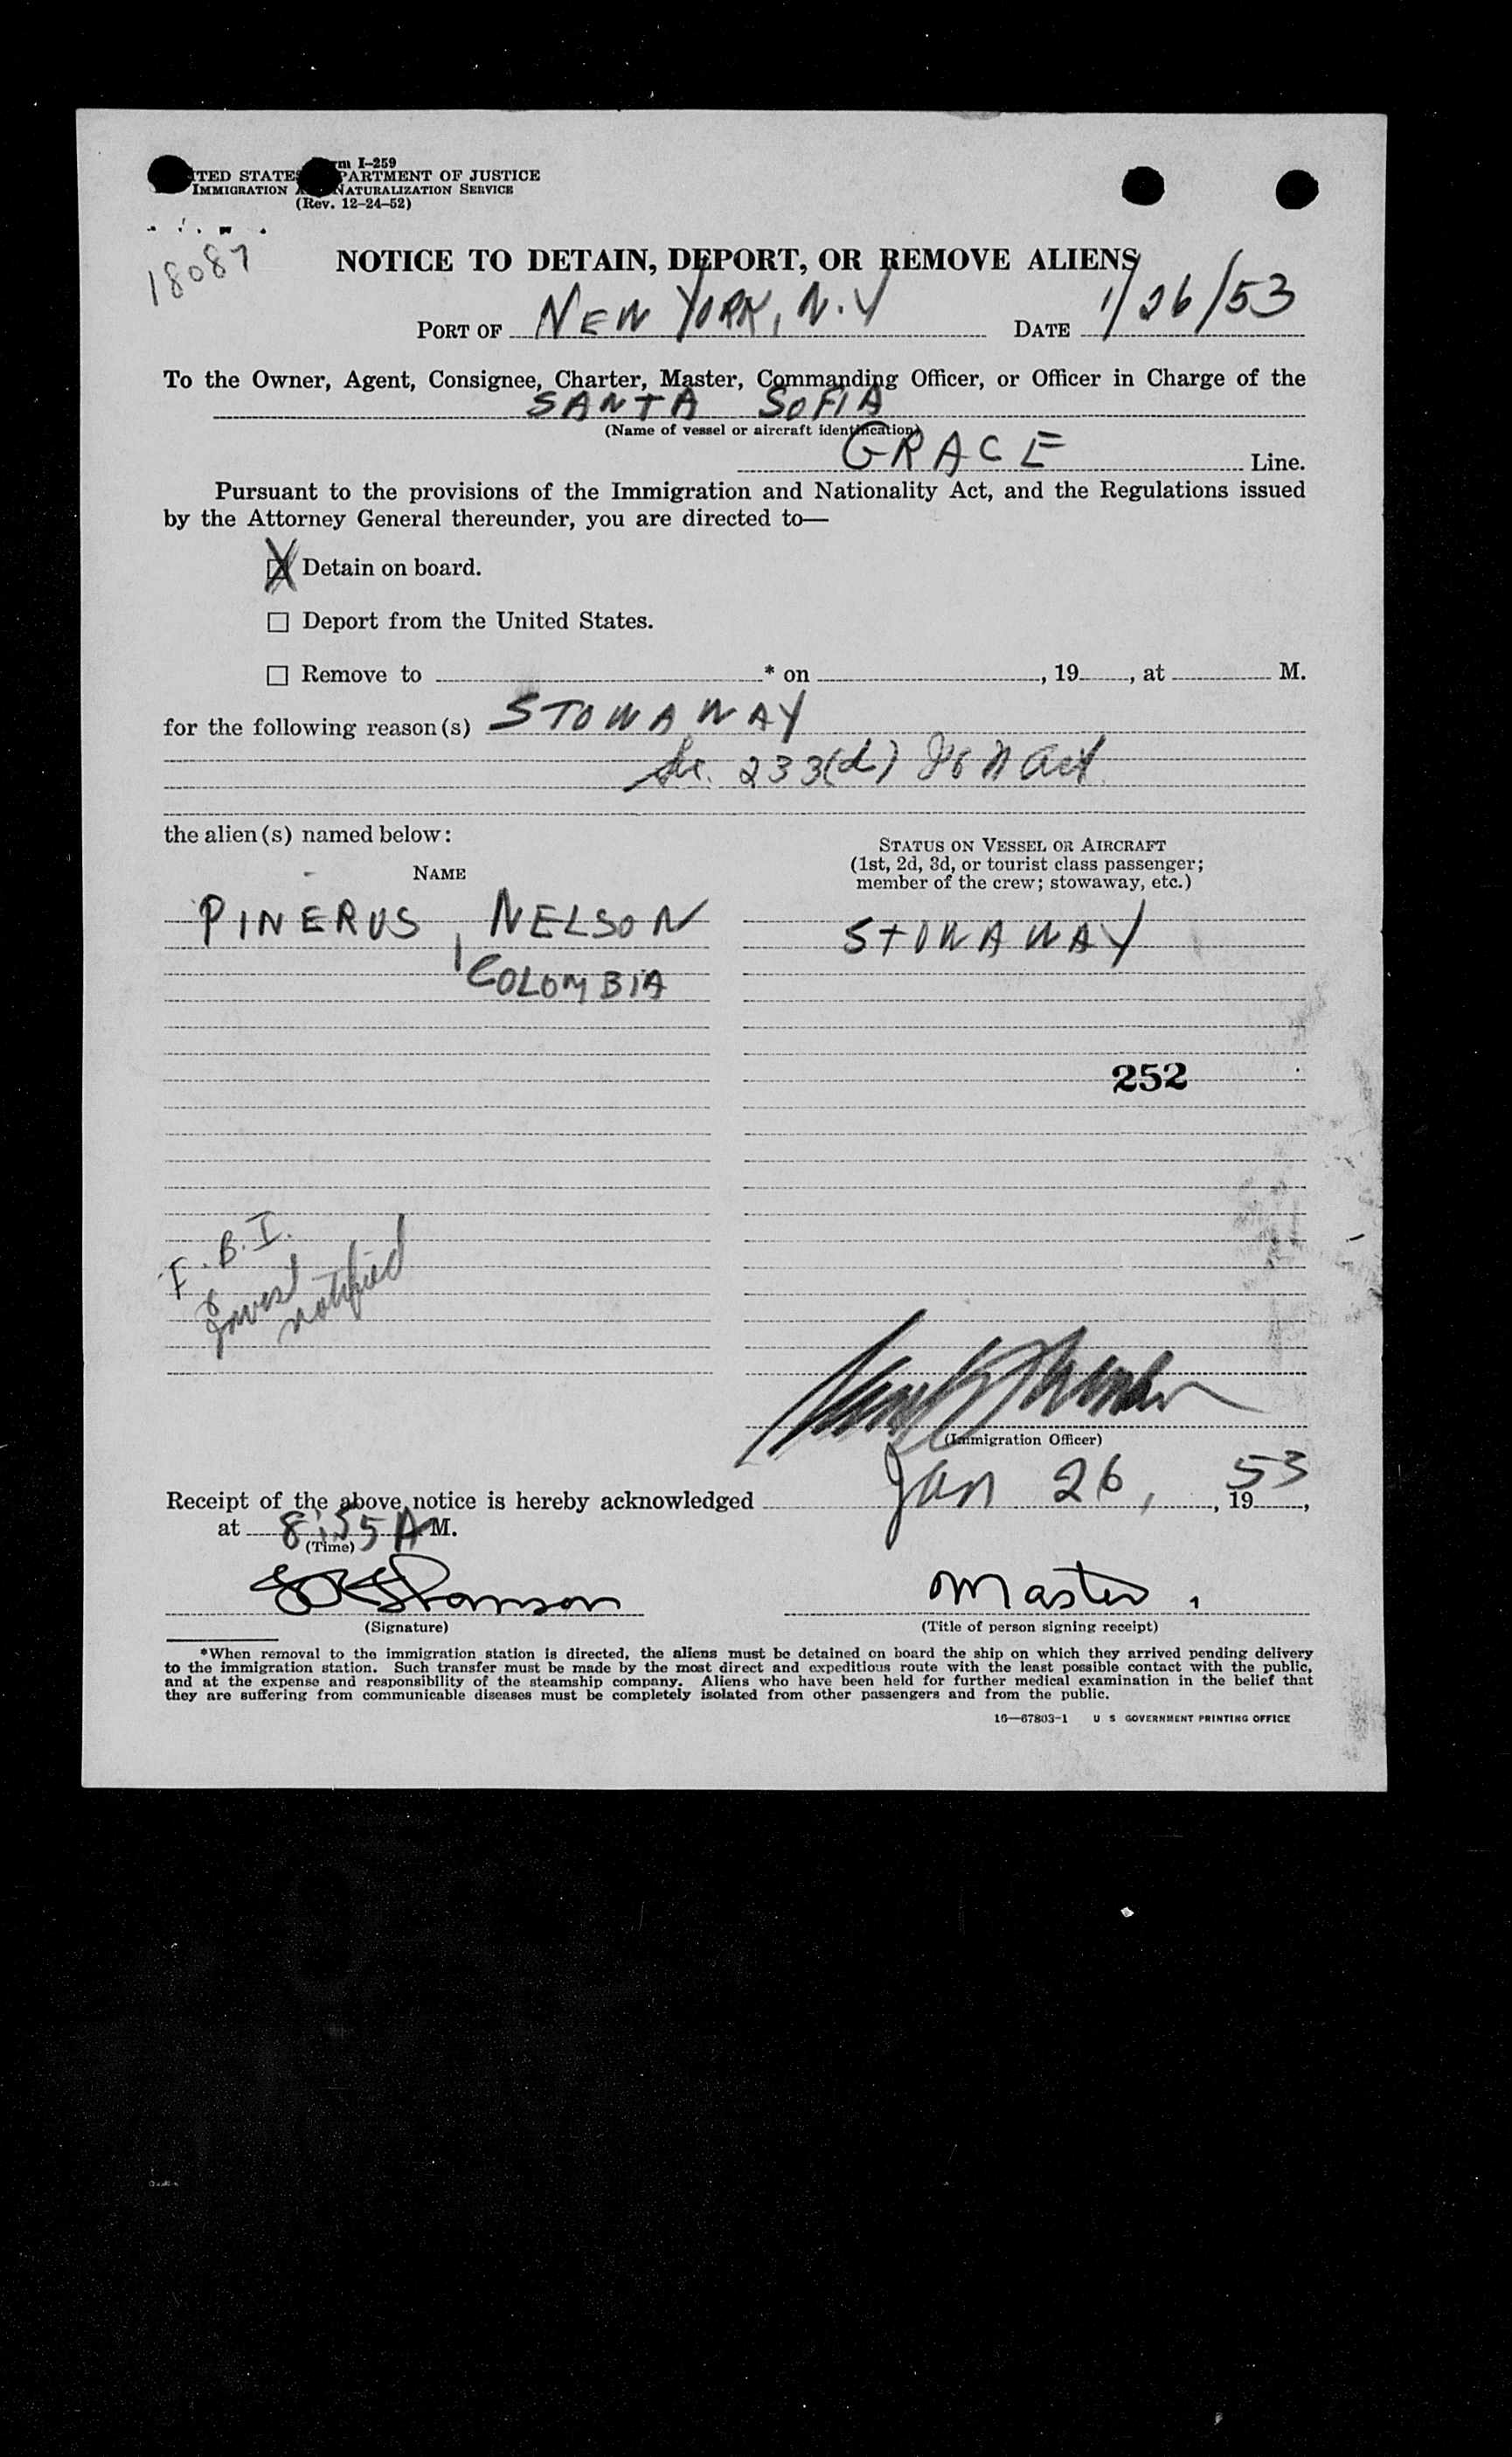 Form I-259
UNITED STATES DEPARTMENT OF JUSTICE
IMMIGRATION AND NATURALIZATION SERVICE
(Rev. 12-24-52)
18087
NOTICE TO DETAIN, DEPORT, OR REMOVE ALIENS
PORT OF NEW YORK, N.Y DATE 1/26/53
To the Owner, Agent, Consignee, Charter, Master, Commanding Officer, or Officer in Charge of the
SANTA SOFIA
(Name of vessel or aircraft identification)
GRACE Line.
Pursuant to the provisions of the Immigration and Nationality Act, and the Regulations issued
by the Attorney General thereunder, you are directed to—
X Detain on board.
☐ Deport from the United States.
☐ Remove to * on , 19 , at M.
for the following reason(s) STOWAWAY
Sec. 233(d) I & N Act.
the alien(s) named below:
NAME
STATUS ON VESSEL OR AIRCRAFT
(1st, 2d, 3d, or tourist class passenger;
member of the crew; stowaway, etc.)
PINERUS, NELSON STOWAWAY
COLOMBIA
252
F.B.I.
& Invest
notified
(Immigration Officer)
Receipt of the above notice is hereby acknowledged Jan 26, , 1953,
at 8:55 A M.
(Time)
Master.
(Signature) (Title of person signing receipt)
*When removal to the immigration station is directed, the aliens must be detained on board the ship on which they arrived pending delivery
to the immigration station. Such transfer must be made by the most direct and expeditious route with the least possible contact with the public,
and at the expense and responsibility of the steamship company. Aliens who have been held for further medical examination in the belief that
they are suffering from communicable diseases must be completely isolated from other passengers and from the public.
16—67803-1 U S GOVERNMENT PRINTING OFFICE